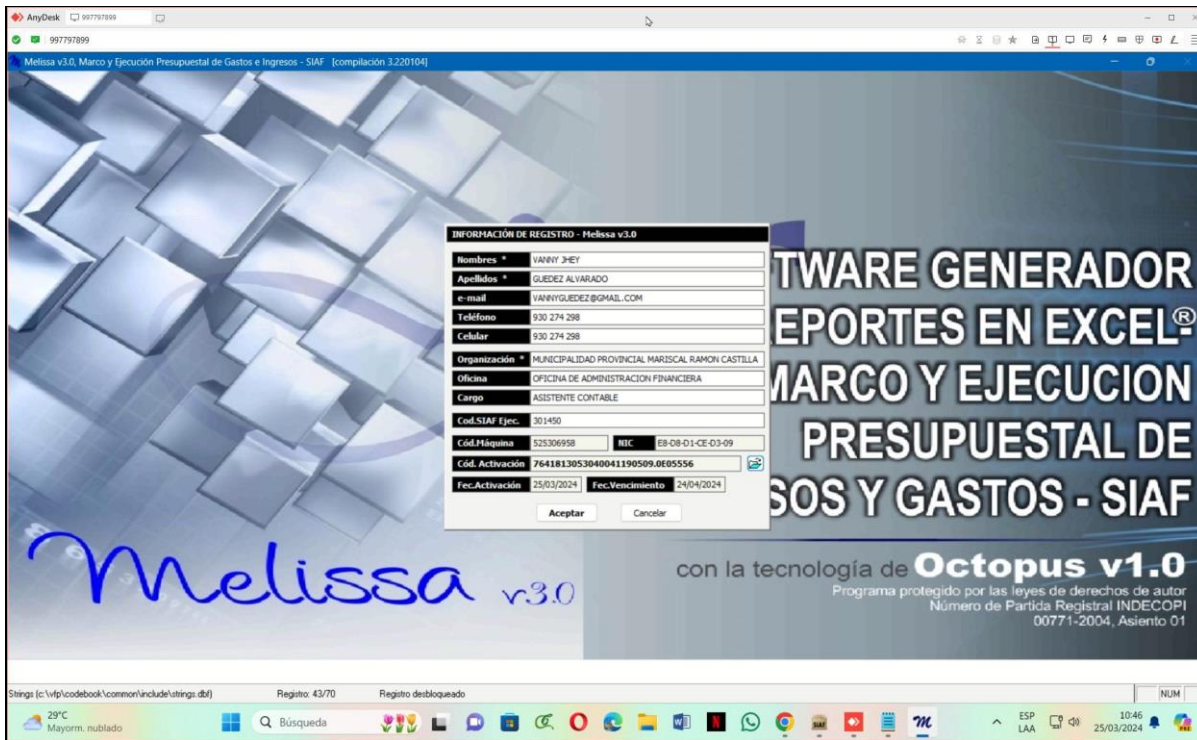 AnyDesk 997797899
997797899
Melissa v3.0, Marco y Ejecución Presupuestal de Gastos e Ingresos - SIAF [compilación 3.220104]
INFORMACIÓN DE REGISTRO - Melissa v3.0
Nombres * VANNY JHEY
Apellidos * GUEDEZ ALVARADO
e-mail VANNYGUEDEZ@GMAIL.COM
Teléfono 930 274 298
Celular 930 274 298
Organización * MUNICIPALIDAD PROVINCIAL MARISCAL RAMON CASTILLA
Oficina OFICINA DE ADMINISTRACION FINANCIERA
Cargo ASISTENTE CONTABLE
Cod.SIAF Ejec. 301450
Cód.Máquina 525306958 NIC E8-D8-D1-CE-D3-09
Cód. Activación 7641813053040041190509.0E05556
Fec.Activación 25/03/2024 Fec.Vencimiento 24/04/2024
Aceptar Cancelar
TWARE GENERADOR
EPORTES EN EXCEL®
MARCO Y EJECUCION
PRESUPUESTAL DE
SOS Y GASTOS - SIAF
Melissa v3.0
con la tecnología de Octopus v1.0
Programa protegido por las leyes de derechos de autor
Número de Partida Registral INDECOPI
00771-2004, Asiento 01
Strings (c:\vfp\codebook\common\include\strings.dbf) Registro: 43/70 Registro desbloqueado NUM
29°C
Mayorm. nublado
Búsqueda
SIAF
ESP
LAA
10:46
25/03/2024